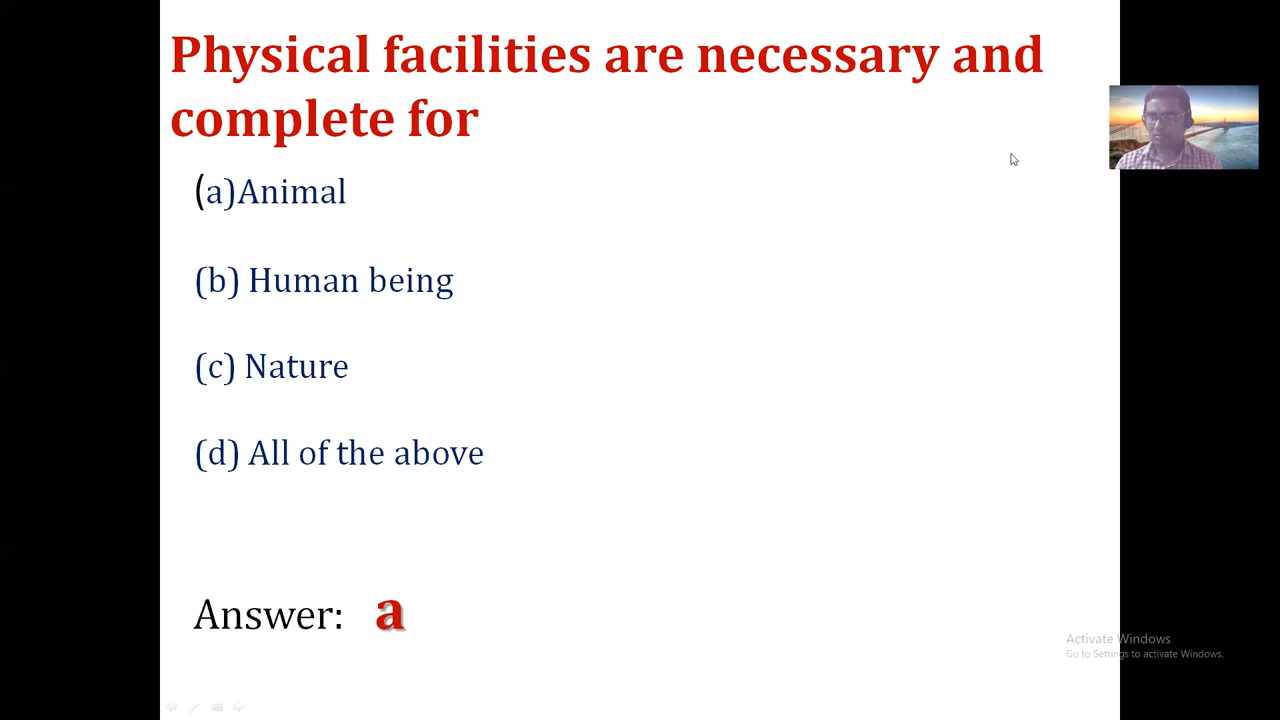 Physical facilities are necessary and
complete for
(a)Animal
(b) Human being
(c) Nature
(d) All of the above
Answer: a
Activate Windows
Go to Settings to activate Windows.